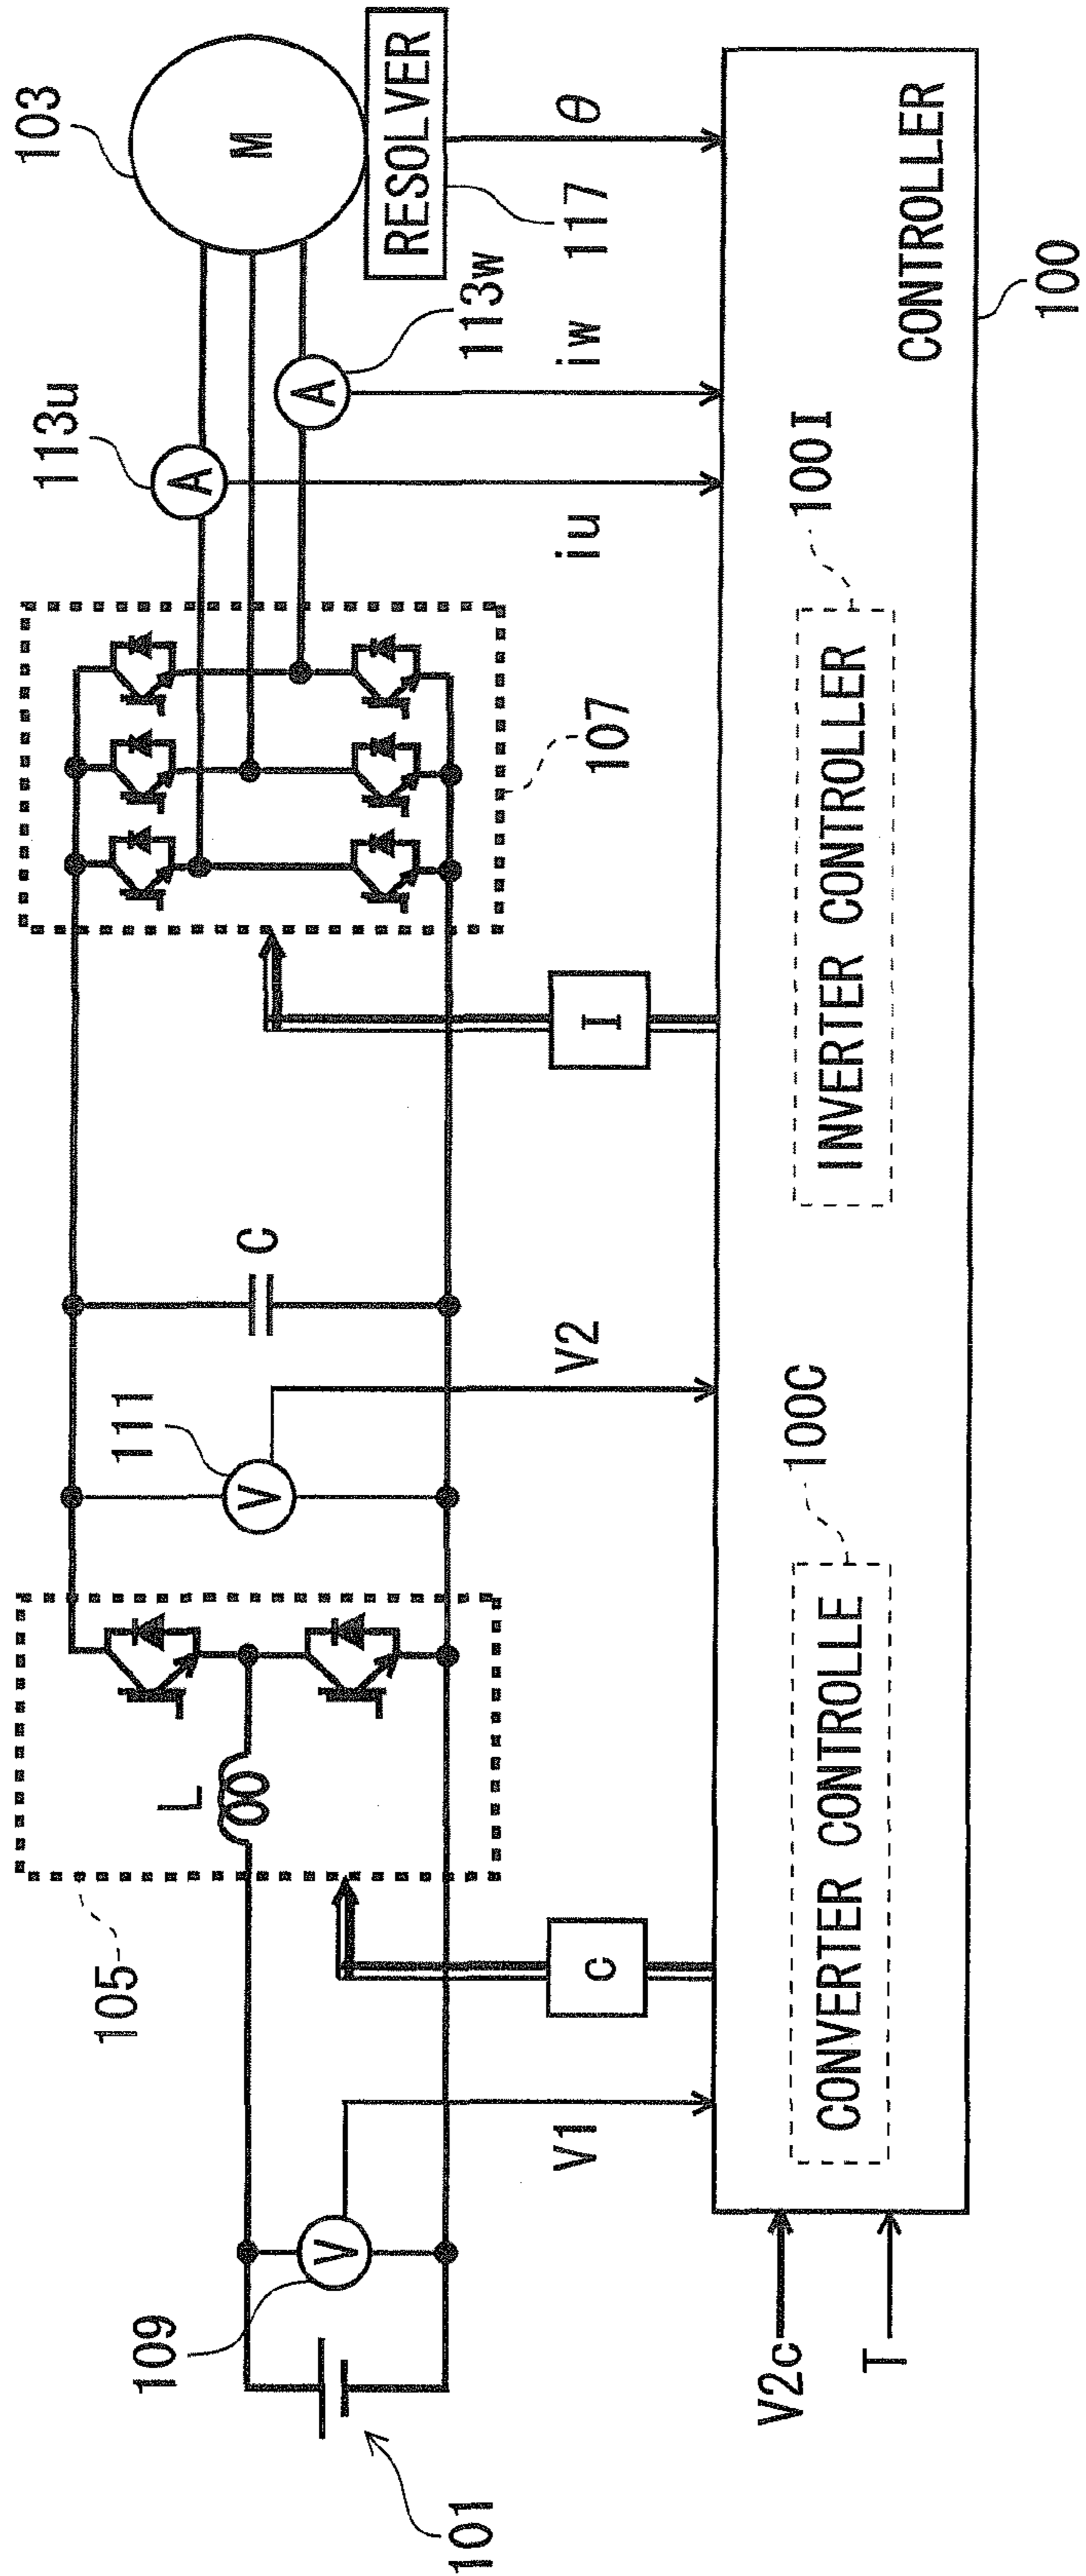 103
M
RESOLVER
117
θ
113u
A
113w
A
iu
iw
107
I
C
111
V
V2
105
L
C
109
V
V1
101
V2c
T
CONVERTER CONTROLLE
100C
INVERTER CONTROLLER
100I
CONTROLLER
100